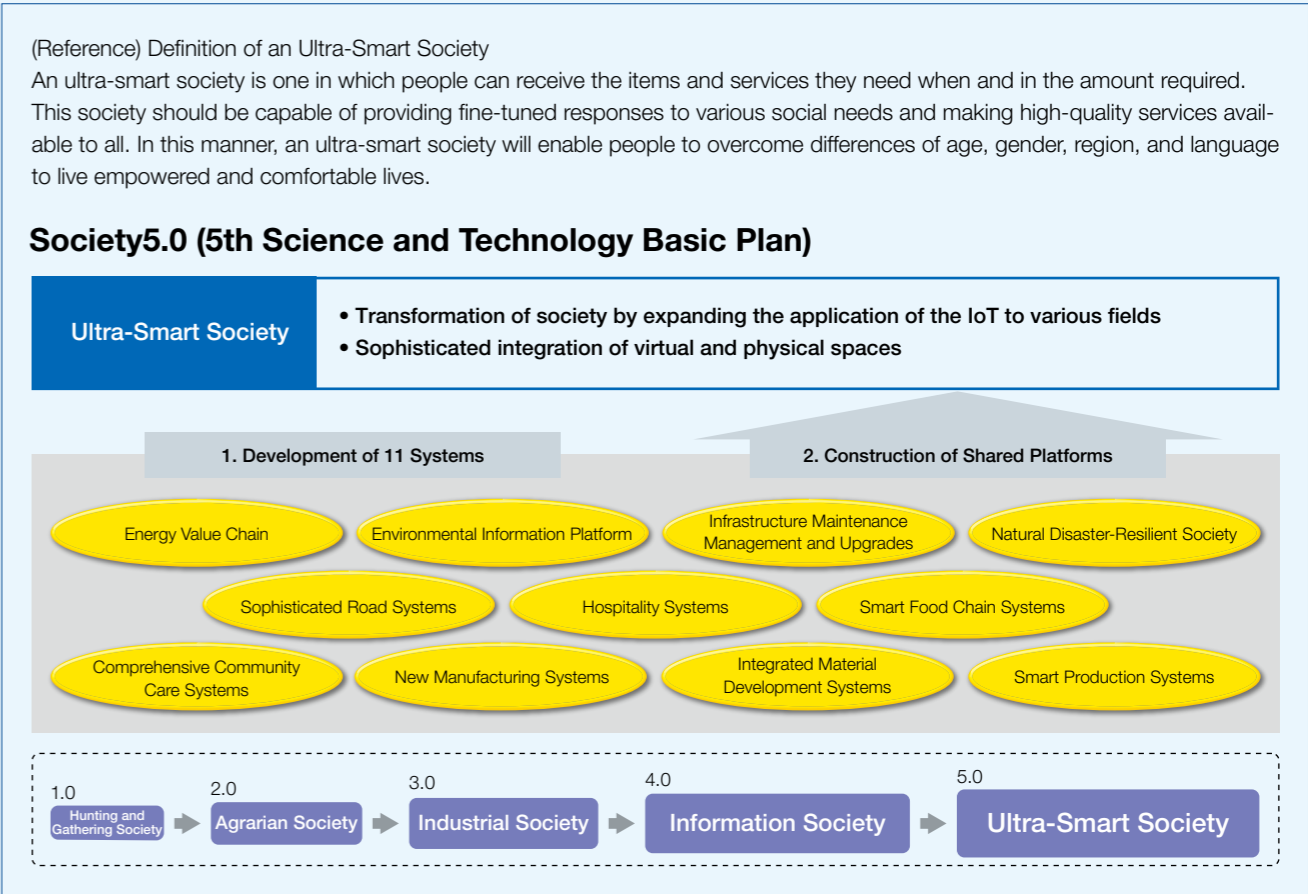 (Reference) Definition of an Ultra-Smart Society
An ultra-smart society is one in which people can receive the items and services they need when and in the amount required.
This society should be capable of providing fine-tuned responses to various social needs and making high-quality services avail-
able to all. In this manner, an ultra-smart society will enable people to overcome differences of age, gender, region, and language
to live empowered and comfortable lives.
Society5.0 (5th Science and Technology Basic Plan)
Ultra-Smart Society
• Transformation of society by expanding the application of the IoT to various fields
• Sophisticated integration of virtual and physical spaces
1. Development of 11 Systems
2. Construction of Shared Platforms
Energy Value Chain
Environmental Information Platform
Infrastructure Maintenance
Management and Upgrades
Natural Disaster-Resilient Society
Sophisticated Road Systems
Hospitality Systems
Smart Food Chain Systems
Comprehensive Community
Care Systems
New Manufacturing Systems
Integrated Material
Development Systems
Smart Production Systems
1.0
Hunting and
Gathering Society
2.0
Agrarian Society
3.0
Industrial Society
4.0
Information Society
5.0
Ultra-Smart Society